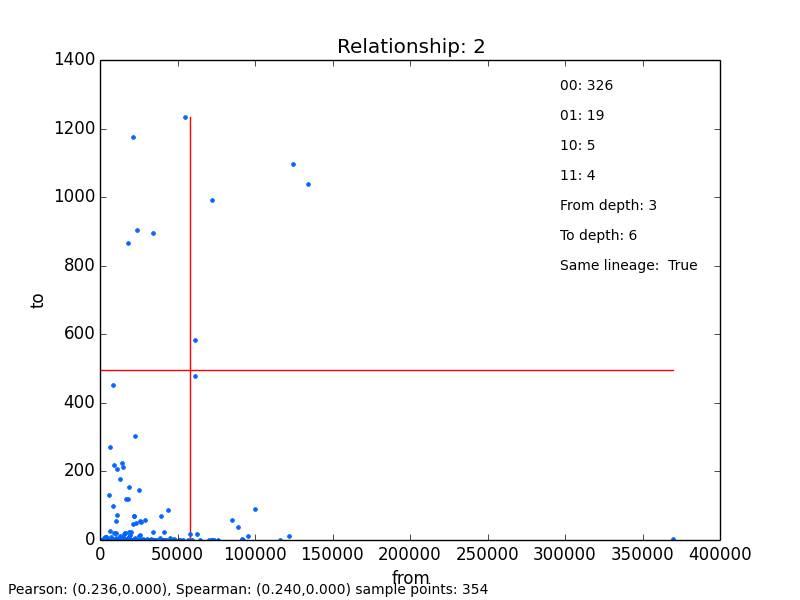 Relationship: 2
1400
1200
1000
800
600
400
200
0
to
00: 326
01: 19
10: 5
11: 4
From depth: 3
To depth: 6
Same lineage:  True
0 50000 100000 150000 200000 250000 300000 350000 400000
from
Pearson: (0.236,0.000), Spearman: (0.240,0.000) sample points: 354